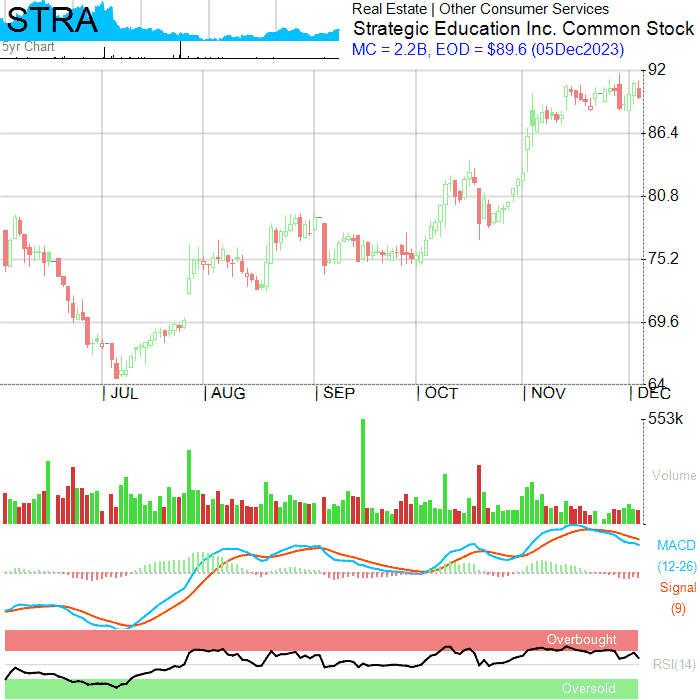 STRA
5yr Chart
Real Estate | Other Consumer Services
Strategic Education Inc. Common Stock
MC = 2.2B, EOD = $89.6 (05Dec2023)
92
86.4
80.8
75.2
69.6
64
| JUL | AUG | SEP | OCT | NOV | DEC
553k
Volume
MACD
(12-26)
Signal
(9)
Overbought
RSI(14)
Oversold